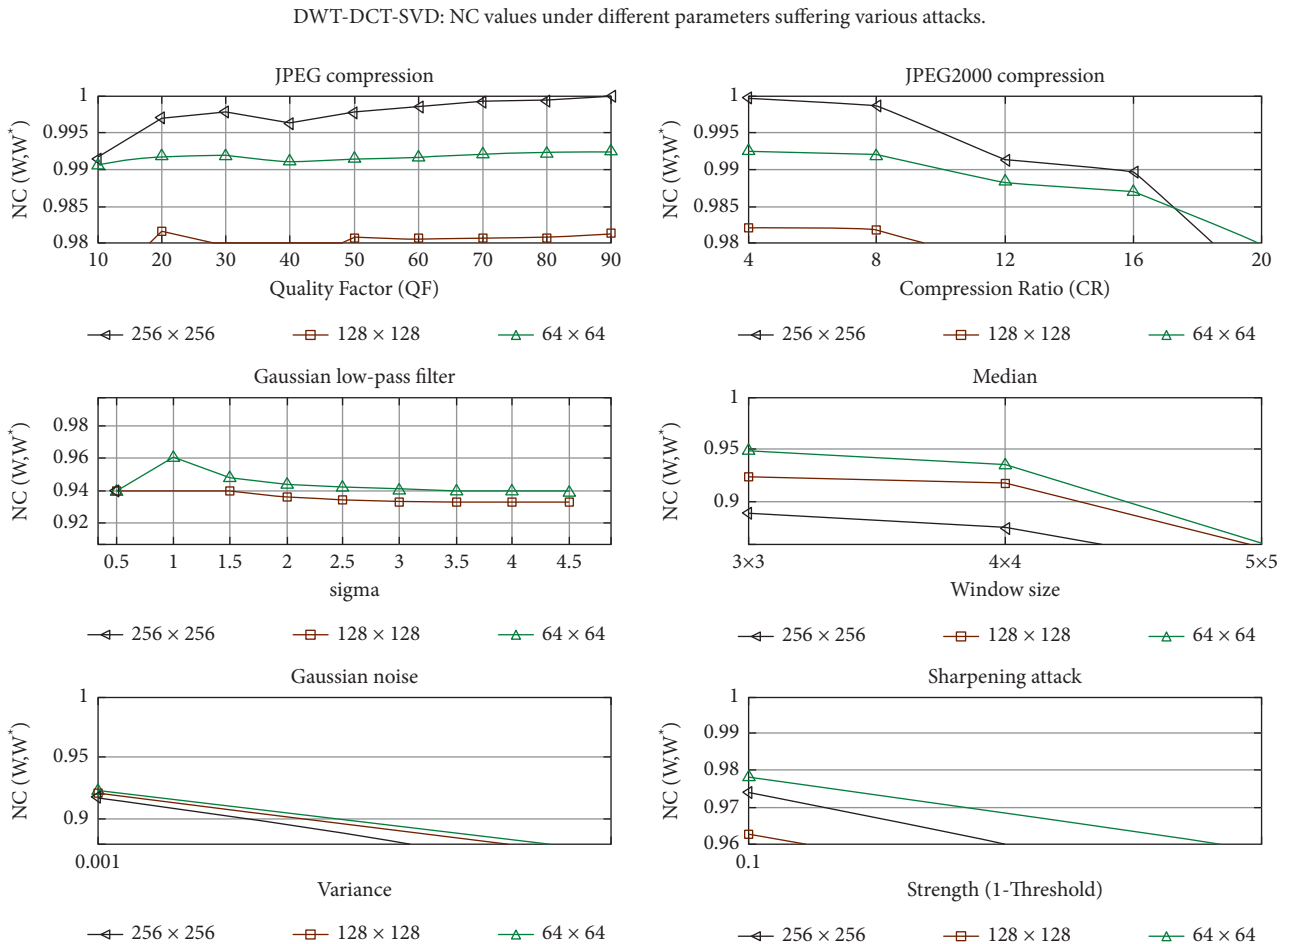 DWT-DCT-SVD: NC values under different parameters suffering various attacks.
JPEG compression
1
0.995
0.99
0.985
0.98
NC (W,W*)
10 20 30 40 50 60 70 80 90
Quality Factor (QF)
256 × 256 128 × 128 64 × 64
JPEG2000 compression
1
0.995
0.99
0.985
0.98
NC (W,W*)
4 8 12 16 20
Compression Ratio (CR)
256 × 256 128 × 128 64 × 64
Gaussian low-pass filter
0.98
0.96
0.94
0.92
NC (W,W*)
0.5 1 1.5 2 2.5 3 3.5 4 4.5
sigma
256 × 256 128 × 128 64 × 64
Median
1
0.95
0.9
NC (W,W*)
3×3 4×4 5×5
Window size
256 × 256 128 × 128 64 × 64
Gaussian noise
1
0.95
0.9
NC (W,W*)
0.001
Variance
256 × 256 128 × 128 64 × 64
Sharpening attack
1
0.99
0.98
0.97
0.96
NC (W,W*)
0.1
Strength (1-Threshold)
256 × 256 128 × 128 64 × 64